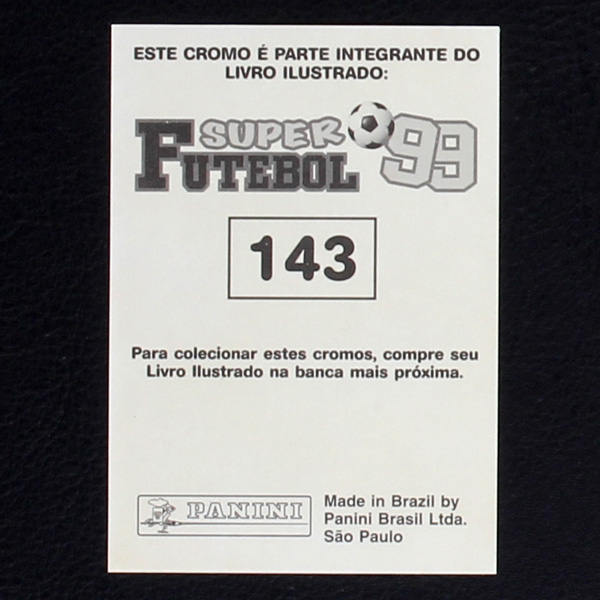 ESTE CROMO É PARTE INTEGRANTE DO
LIVRO ILUSTRADO:
SUPER
FUTEBOL 99
143
Para colecionar estes cromos, compre seu
Livro Ilustrado na banca mais próxima.
PANINI
Made in Brazil by
Panini Brasil Ltda.
São Paulo